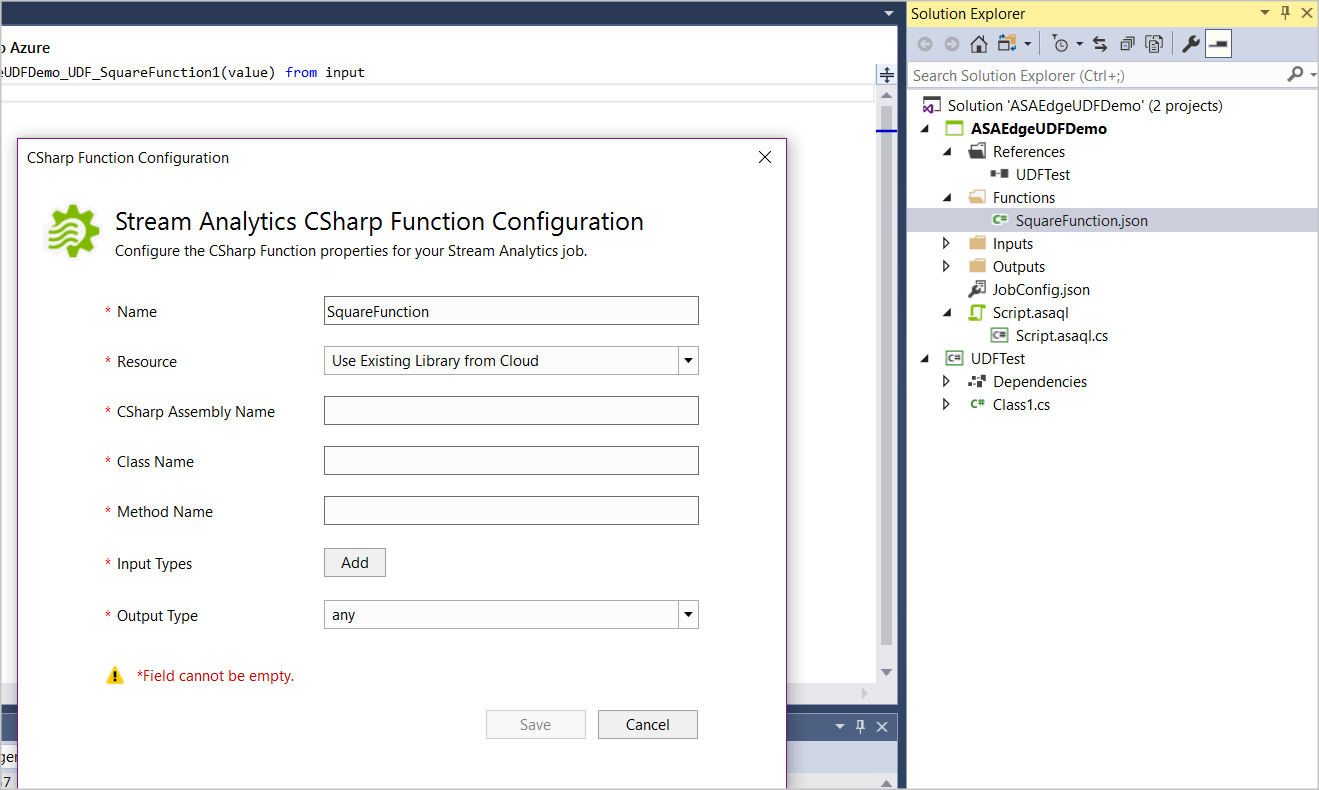 Azure
UDFDemo_UDF_SquareFunction1(value) from input
CSharp Function Configuration
Stream Analytics CSharp Function Configuration
Configure the CSharp Function properties for your Stream Analytics job.
* Name
SquareFunction
* Resource
Use Existing Library from Cloud
* CSharp Assembly Name
* Class Name
* Method Name
* Input Types
Add
* Output Type
any
*Field cannot be empty.
Save
Cancel
Solution Explorer
Search Solution Explorer (Ctrl+;)
Solution 'ASAEdgeUDFDemo' (2 projects)
ASAEdgeUDFDemo
References
UDFTest
Functions
C# SquareFunction.json
Inputs
Outputs
JobConfig.json
Script.asaql
C# Script.asaql.cs
C# UDFTest
Dependencies
C# Class1.cs